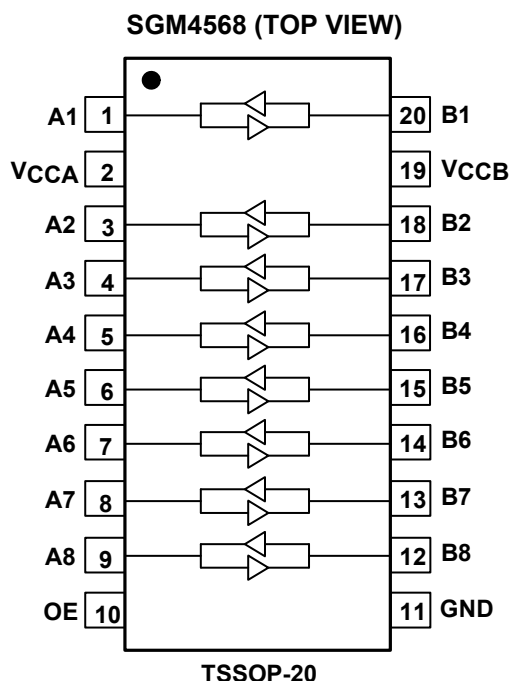 SGM4568 (TOP VIEW)
A1 1 20 B1
VCCA 2 19 VCCB
A2 3 18 B2
A3 4 17 B3
A4 5 16 B4
A5 6 15 B5
A6 7 14 B6
A7 8 13 B7
A8 9 12 B8
OE 10 11 GND
TSSOP-20